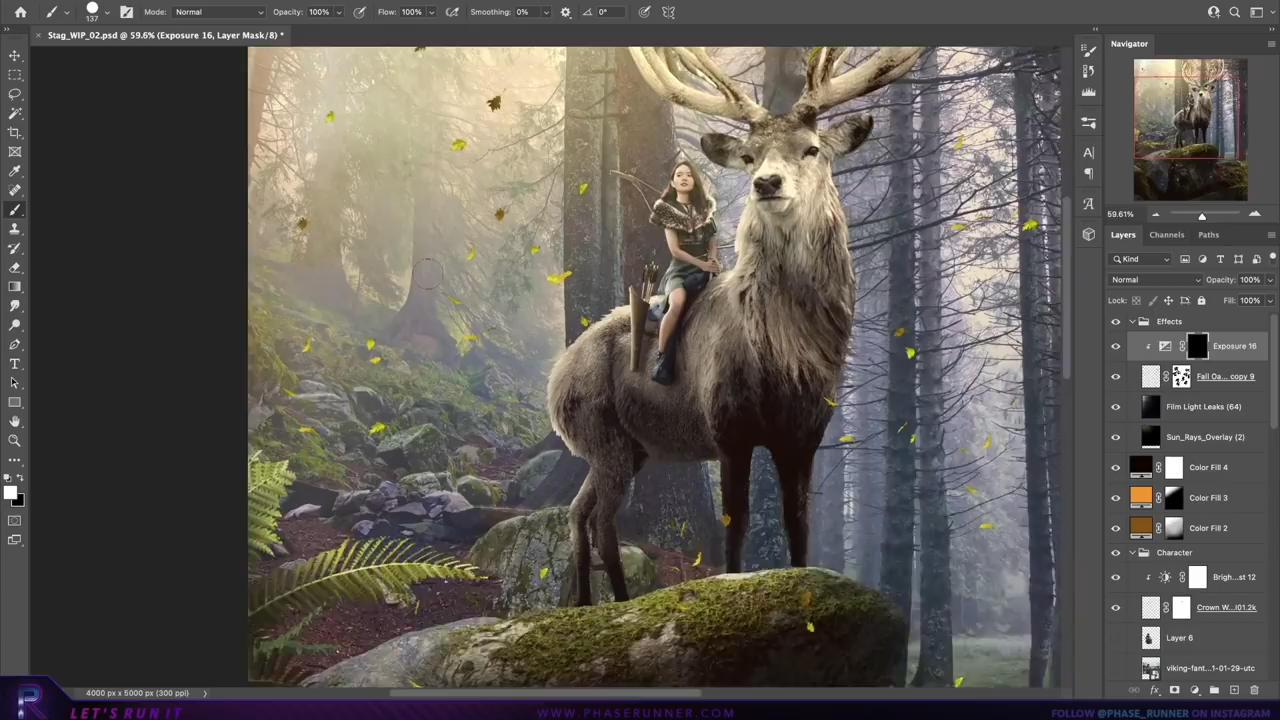 137
Mode:
Normal
Opacity:
100%
Flow:
100%
Smoothing:
0%
0°
Stag_WIP_02.psd @ 59.6% (Exposure 16, Layer Mask/8) *
Navigator
59.61%
Layers
Channels
Paths
Kind
Normal
Opacity:
100%
Lock:
Fill:
100%
Effects
Exposure 16
Fall Oa... copy 9
Film Light Leaks (64)
Sun_Rays_Overlay (2)
Color Fill 4
Color Fill 3
Color Fill 2
Character
Brigh...st 12
Crown W...l01.2k
Layer 6
viking-fant...1-01-29-utc
4000 px x 5000 px (300 ppi)
LET'S RUN IT
WWW.PHASERUNNER.COM
FOLLOW @PHASE_RUNNER ON INSTAGRAM